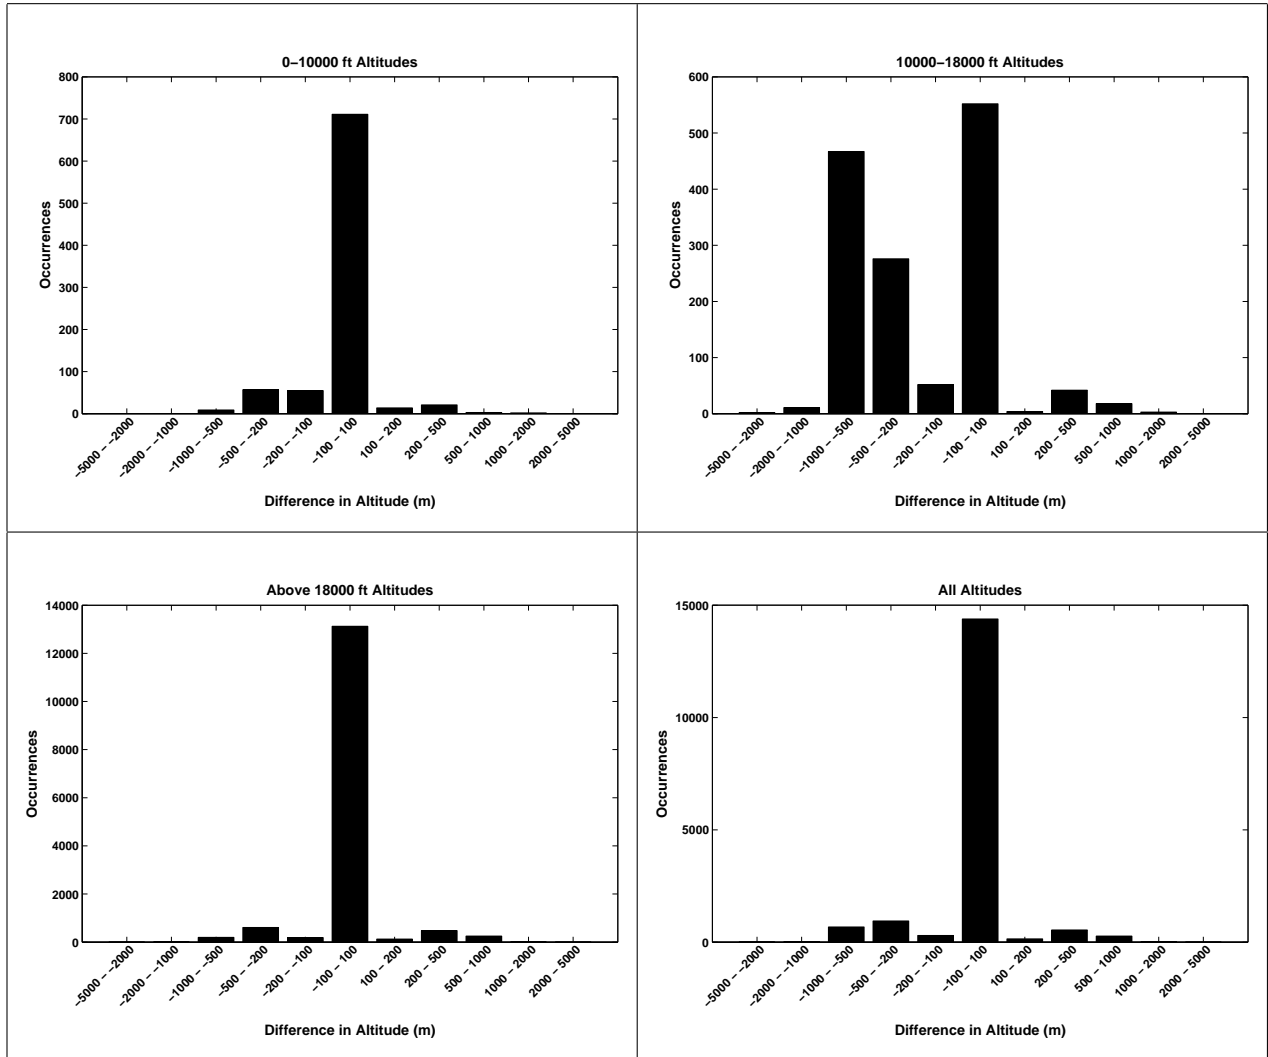 0–10000 ft Altitudes
800
700
600
500
400
300
200
100
0
Occurrences
–5000 – –2000
–2000 – –1000
–1000 – –500
–500 – –200
–200 – –100
–100 – 100
100 – 200
200 – 500
500 – 1000
1000 – 2000
2000 – 5000
Difference in Altitude (m)
10000–18000 ft Altitudes
600
500
400
300
200
100
0
Occurrences
–5000 – –2000
–2000 – –1000
–1000 – –500
–500 – –200
–200 – –100
–100 – 100
100 – 200
200 – 500
500 – 1000
1000 – 2000
2000 – 5000
Difference in Altitude (m)
Above 18000 ft Altitudes
14000
12000
10000
8000
6000
4000
2000
0
Occurrences
–5000 – –2000
–2000 – –1000
–1000 – –500
–500 – –200
–200 – –100
–100 – 100
100 – 200
200 – 500
500 – 1000
1000 – 2000
2000 – 5000
Difference in Altitude (m)
All Altitudes
15000
10000
5000
0
Occurrences
–5000 – –2000
–2000 – –1000
–1000 – –500
–500 – –200
–200 – –100
–100 – 100
100 – 200
200 – 500
500 – 1000
1000 – 2000
2000 – 5000
Difference in Altitude (m)